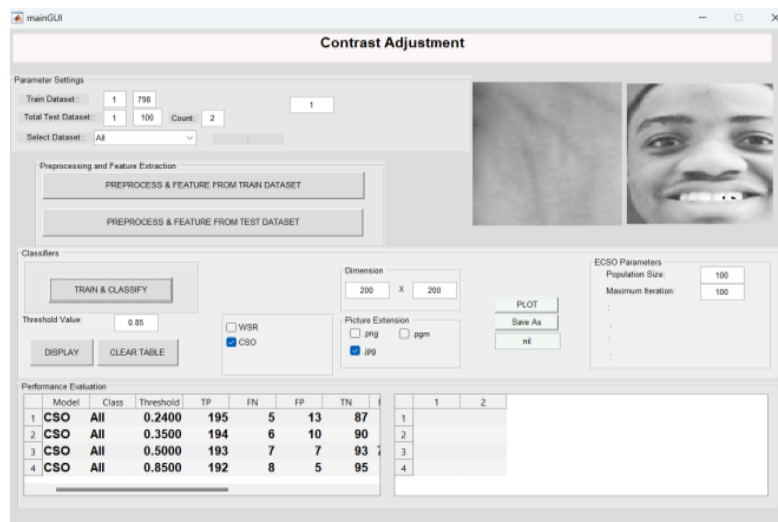 mainGUI
Contrast Adjustment
Parameter Settings
Train Dataset:: 1 798 1
Total Test Dataset:: 1 100 Count: 2
Select Dataset:: All :
Preprocessing and Feature Extraction
PREPROCESS & FEATURE FROM TRAIN DATASET
PREPROCESS & FEATURE FROM TEST DATASET
Classifiers
TRAIN & CLASSIFY
Threshold Value: 0.85
DISPLAY CLEAR TABLE
WSR
CSO
Dimension
200 X 200
Picture Extension
.png .pgm
.jpg
PLOT
Save As
nil
ECSO Parameters
Population Size: 100
Maximum Iteration: 100
:
:
:
:
Performance Evaluation
Model Class Threshold TP FN FP TN
1 CSO All 0.2400 195 5 13 87
2 CSO All 0.3500 194 6 10 90
3 CSO All 0.5000 193 7 7 93 7
4 CSO All 0.8500 192 8 5 95
1 2
1
2
3
4